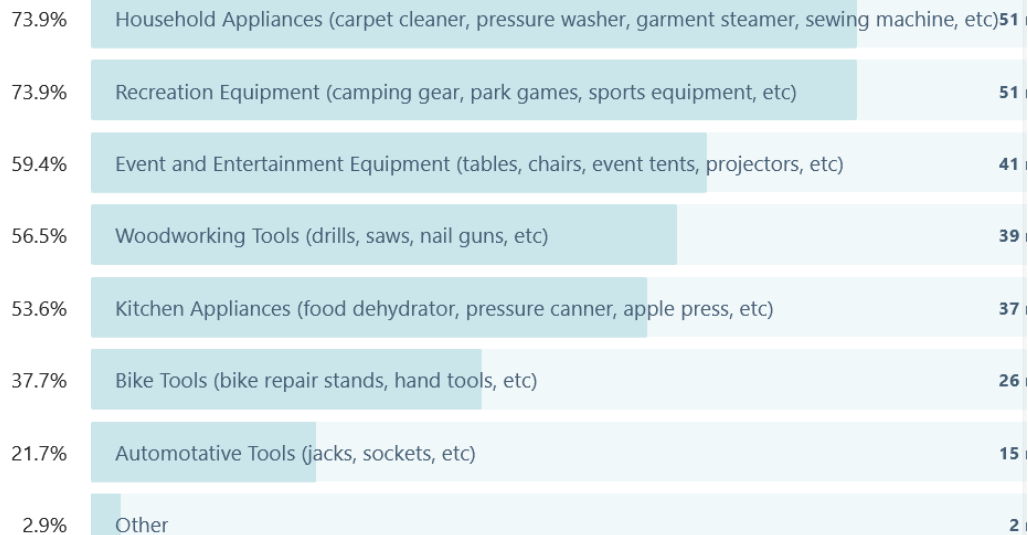 73.9% Household Appliances (carpet cleaner, pressure washer, garment steamer, sewing machine, etc) 51
73.9% Recreation Equipment (camping gear, park games, sports equipment, etc) 51
59.4% Event and Entertainment Equipment (tables, chairs, event tents, projectors, etc) 41
56.5% Woodworking Tools (drills, saws, nail guns, etc) 39
53.6% Kitchen Appliances (food dehydrator, pressure canner, apple press, etc) 37
37.7% Bike Tools (bike repair stands, hand tools, etc) 26
21.7% Automotative Tools (jacks, sockets, etc) 15
2.9% Other 2